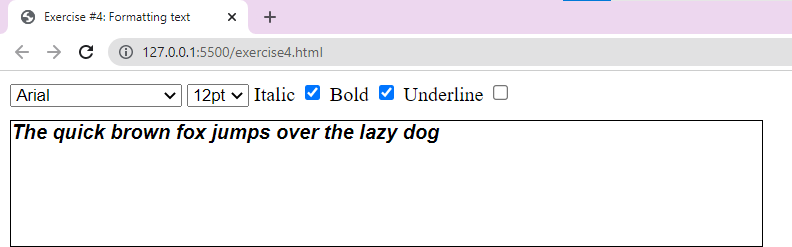 Exercise #4: Formatting text
127.0.0.1:5500/exercise4.html
Arial 12pt Italic Bold Underline
The quick brown fox jumps over the lazy dog